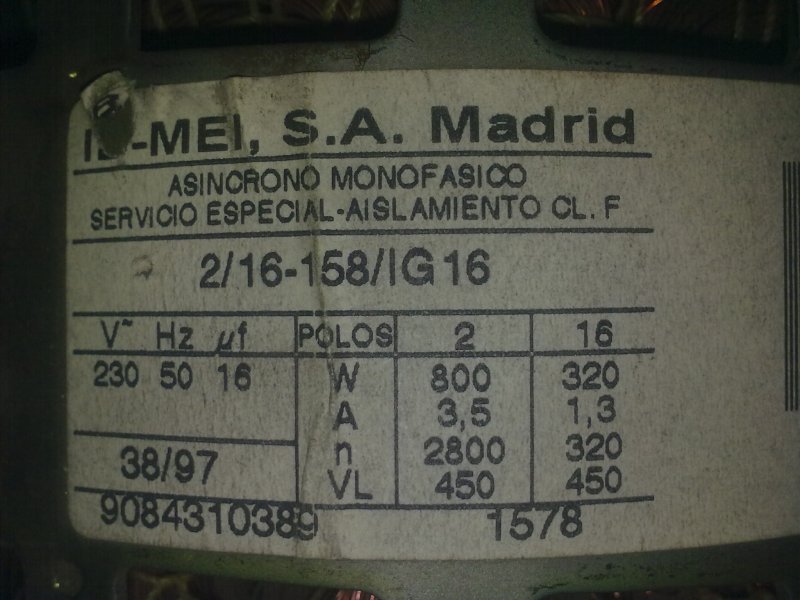 -MEI, S.A. Madrid
ASINCRONO MONOFASICO
SERVICIO ESPECIAL-AISLAMIENTO CL. F
2/16-158/IG16
V~ Hz µf POLOS 2 16
230 50 16 W 800 320
A 3,5 1,3
n 2800 320
38/97 VL 450 450
9084310389 1578